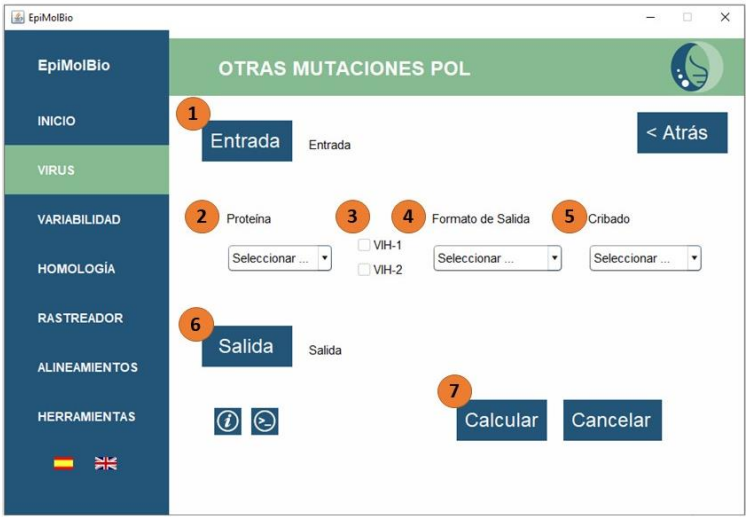 EpiMolBio
EpiMolBio
OTRAS MUTACIONES POL
INICIO
VIRUS
VARIABILIDAD
HOMOLOGÍA
RASTREADOR
ALINEAMIENTOS
HERRAMIENTAS
1
Entrada
Entrada
< Atrás
2
Proteína
3
4
Formato de Salida
5
Cribado
Seleccionar ...
VIH-1
VIH-2
Seleccionar ...
Seleccionar ...
6
Salida
Salida
7
Calcular
Cancelar
i
>_